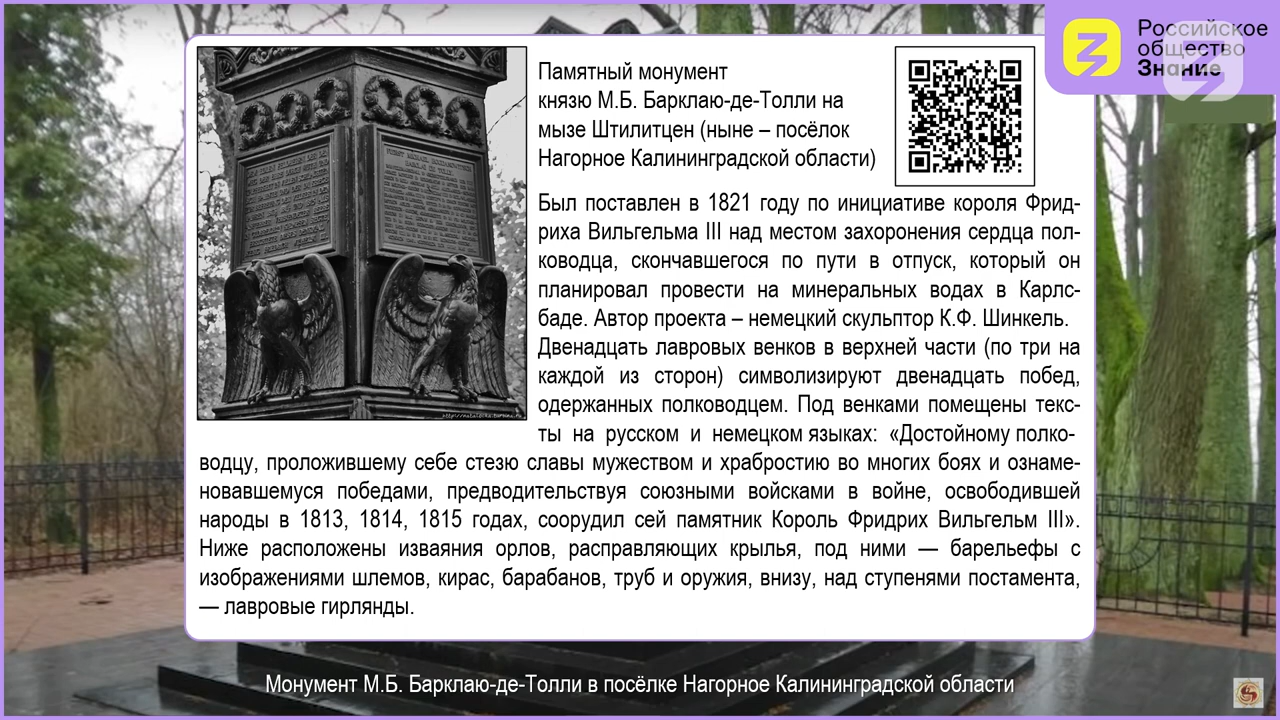 Российское
общество
Знание
Памятный монумент
князю М.Б. Барклаю-де-Толли на
мызе Штилитцен (ныне – посёлок
Нагорное Калининградской области)
Был поставлен в 1821 году по инициативе короля Фрид-
риха Вильгельма III над местом захоронения сердца пол-
ководца, скончавшегося по пути в отпуск, который он
планировал провести на минеральных водах в Карлс-
баде. Автор проекта – немецкий скульптор К.Ф. Шинкель.
Двенадцать лавровых венков в верхней части (по три на
каждой из сторон) символизируют двенадцать побед,
одержанных полководцем. Под венками помещены текс-
ты на русском и немецком языках: «Достойному полко-
водцу, проложившему себе стезю славы мужеством и храбростию во многих боях и ознаме-
новавшемуся победами, предводительствуя союзными войсками в войне, освободившей
народы в 1813, 1814, 1815 годах, соорудил сей памятник Король Фридрих Вильгельм III».
Ниже расположены изваяния орлов, расправляющих крылья, под ними — барельефы с
изображениями шлемов, кирас, барабанов, труб и оружия, внизу, над ступенями постамента,
— лавровые гирлянды.
Монумент М.Б. Барклаю-де-Толли в посёлке Нагорное Калининградской области